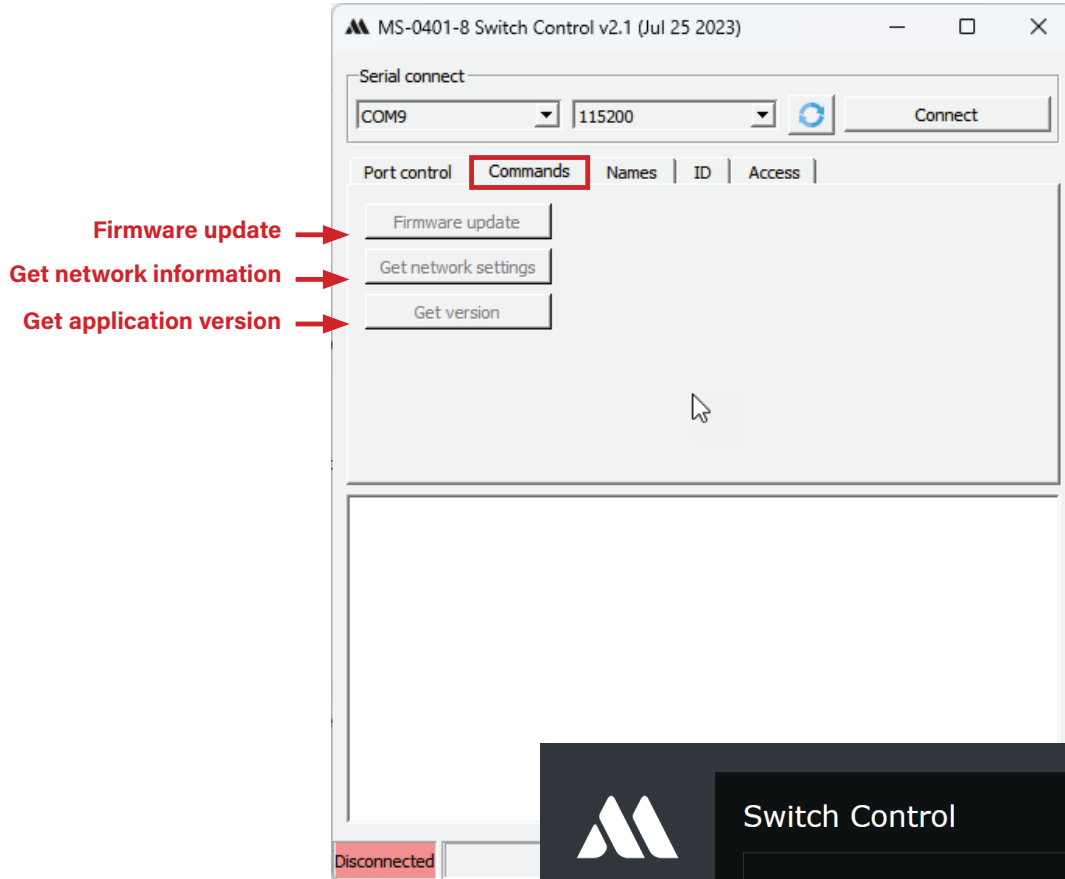 MS-0401-8 Switch Control v2.1 (Jul 25 2023)
Serial connect
COM9 115200 Connect
Port control Commands Names ID Access
Firmware update Firmware update
Get network information Get network settings
Get application version Get version
Switch Control
Disconnected